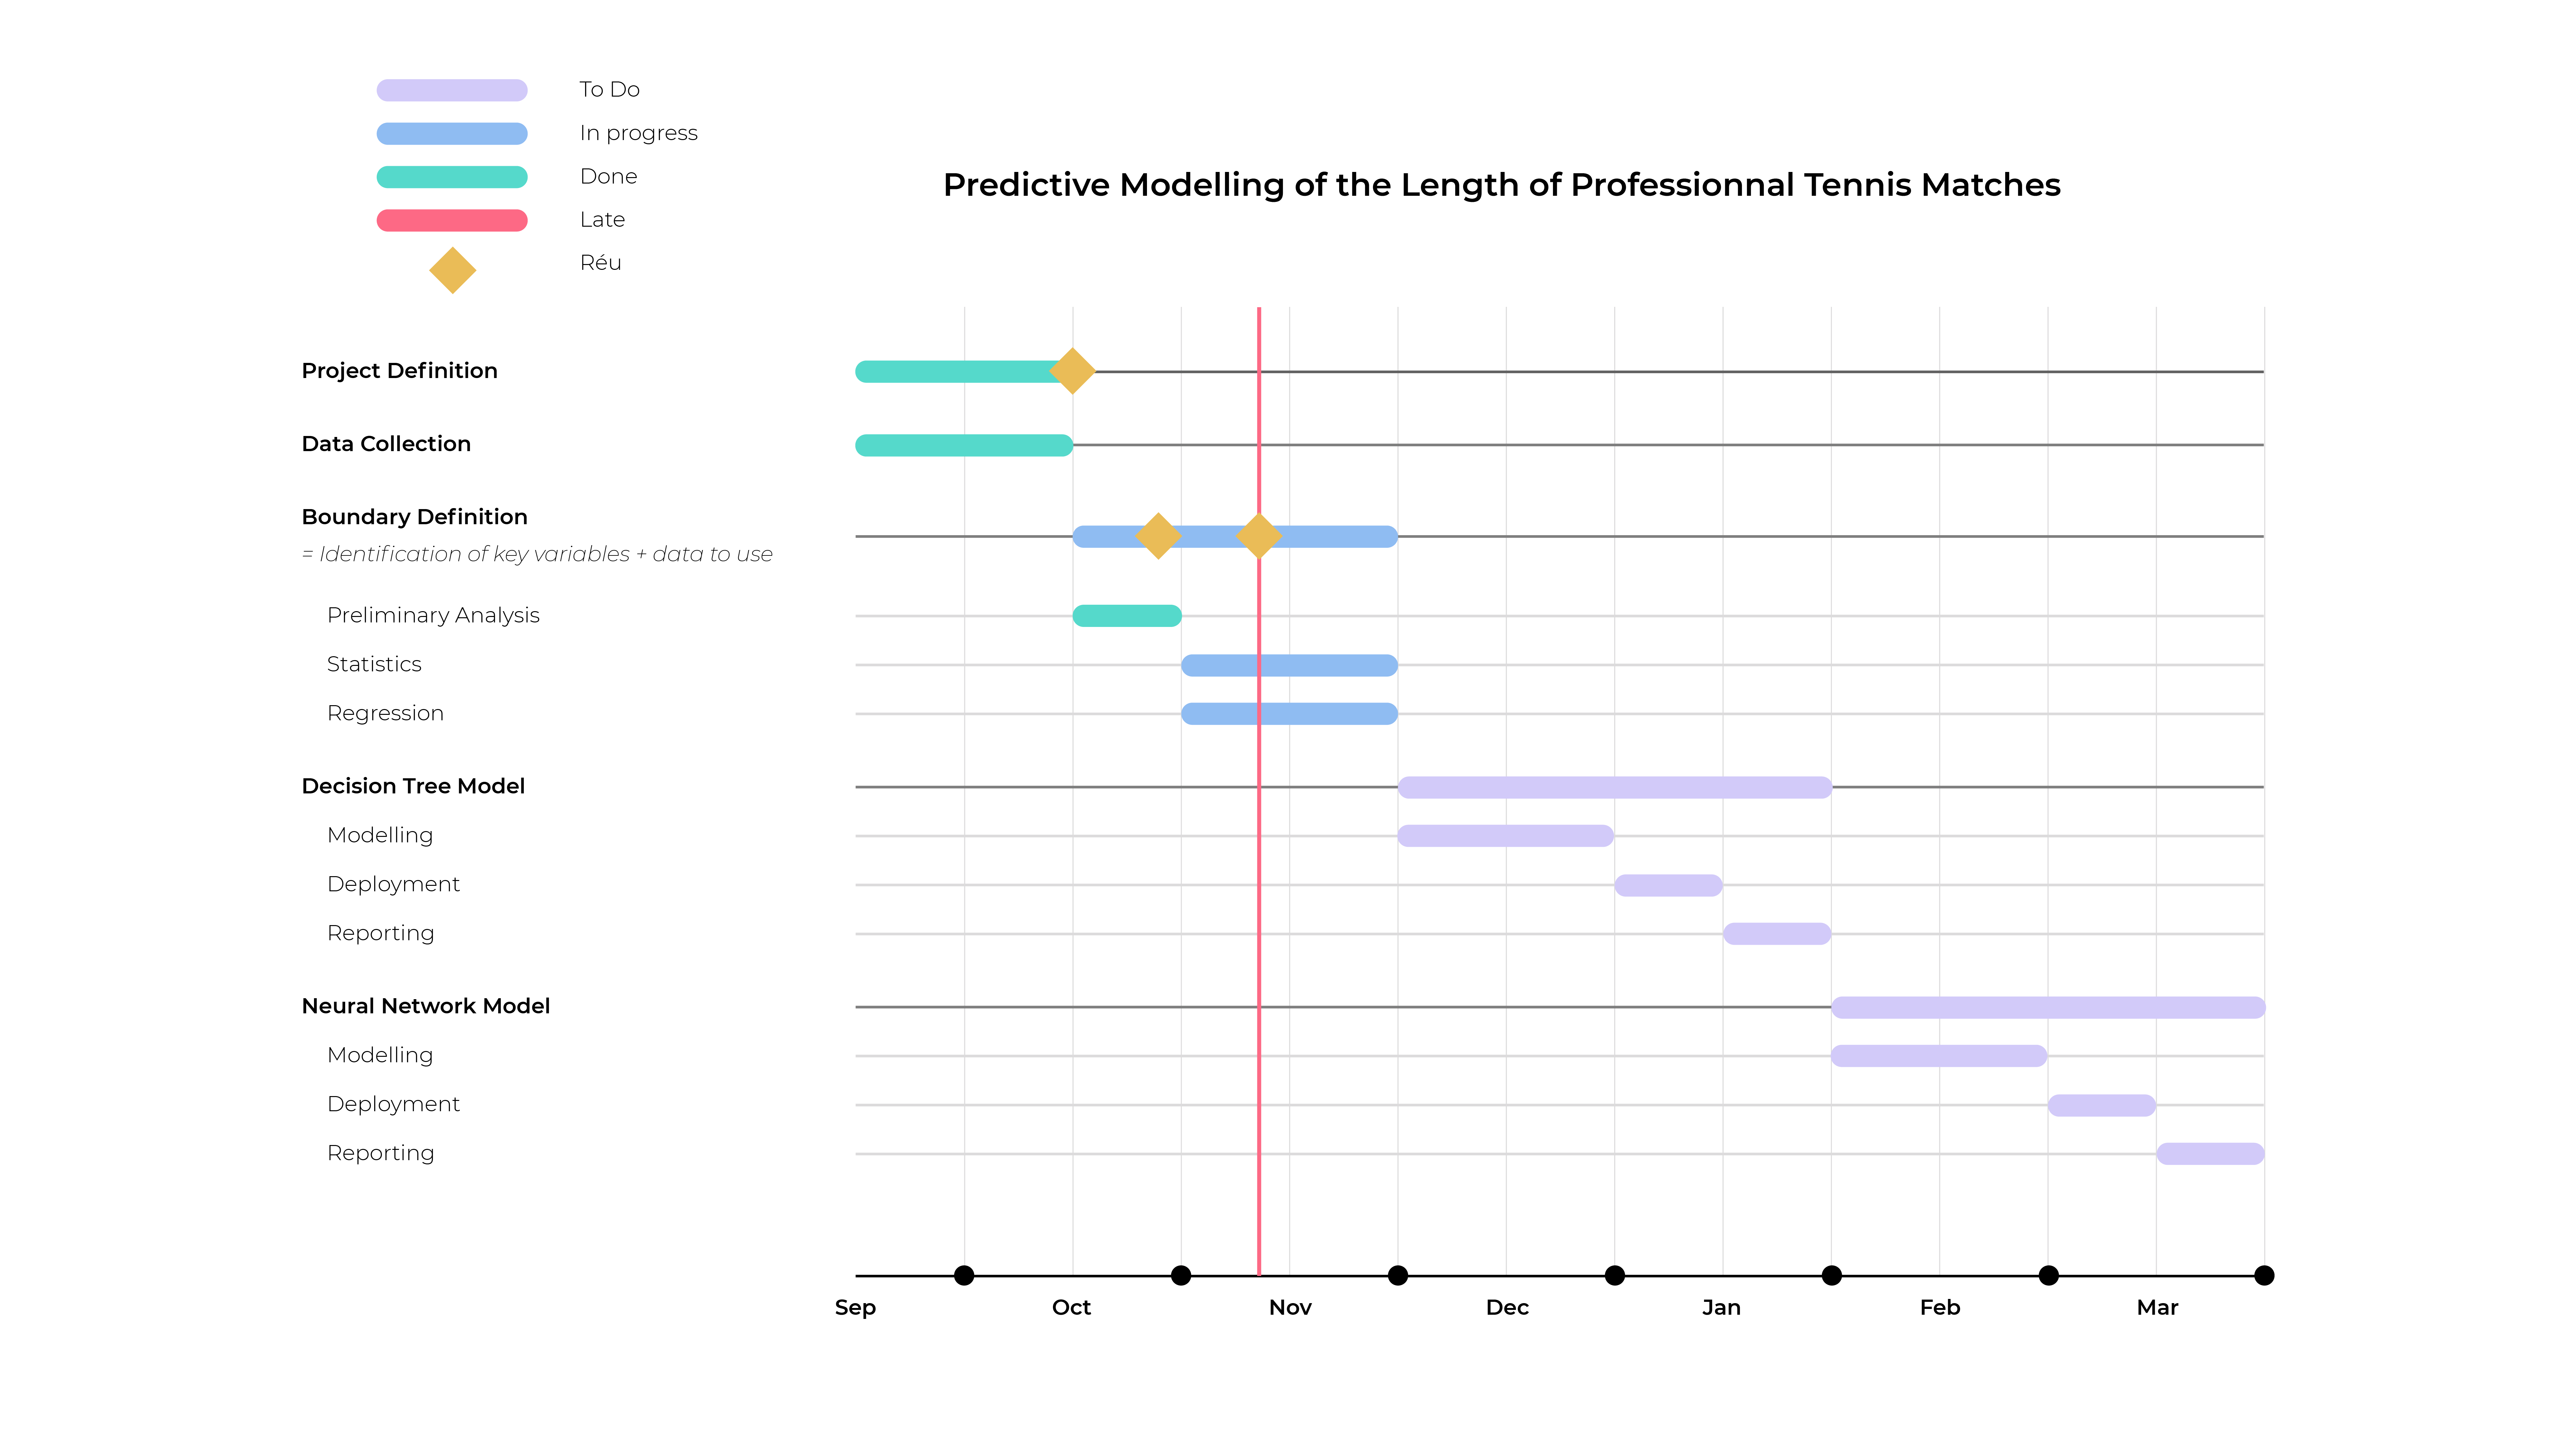 To Do
In progress
Done
Late
Réu
Predictive Modelling of the Length of Professionnal Tennis Matches
Project Definition
Data Collection
Boundary Definition
= Identification of key variables + data to use
Preliminary Analysis
Statistics
Regression
Decision Tree Model
Modelling
Deployment
Reporting
Neural Network Model
Modelling
Deployment
Reporting
Sep Oct Nov Dec Jan Feb Mar